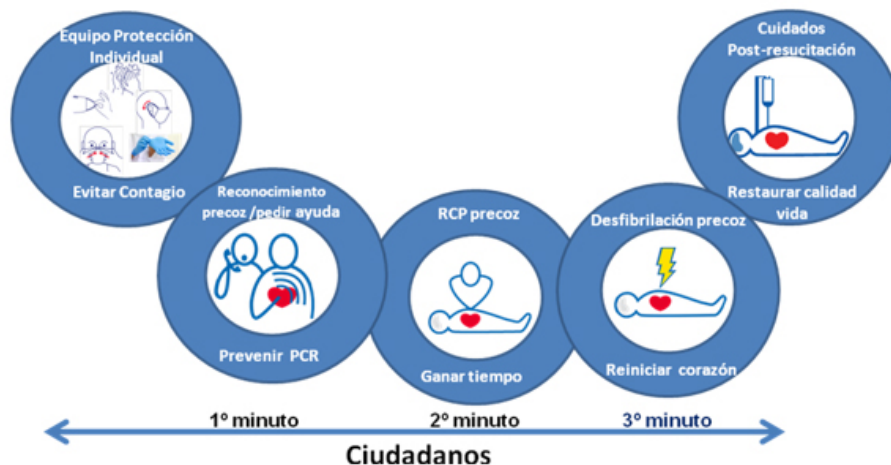 Equipo Protección
Individual
Evitar Contagio
Reconocimiento
precoz /pedir ayuda
Prevenir PCR
RCP precoz
Ganar tiempo
Desfibrilación precoz
Reiniciar corazón
Cuidados
Post-resucitación
Restaurar calidad
vida
1º minuto
2º minuto
3º minuto
Ciudadanos